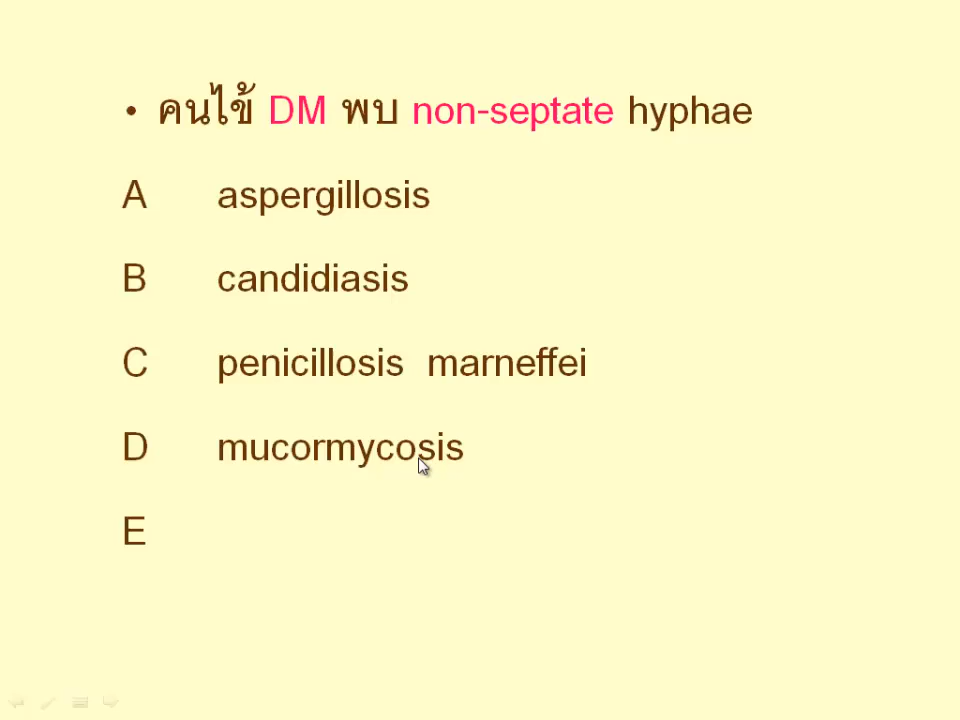 • คนไข้ DM พบ non-septate hyphae
A aspergillosis
B candidiasis
C penicillosis marneffei
D mucormycosis
E